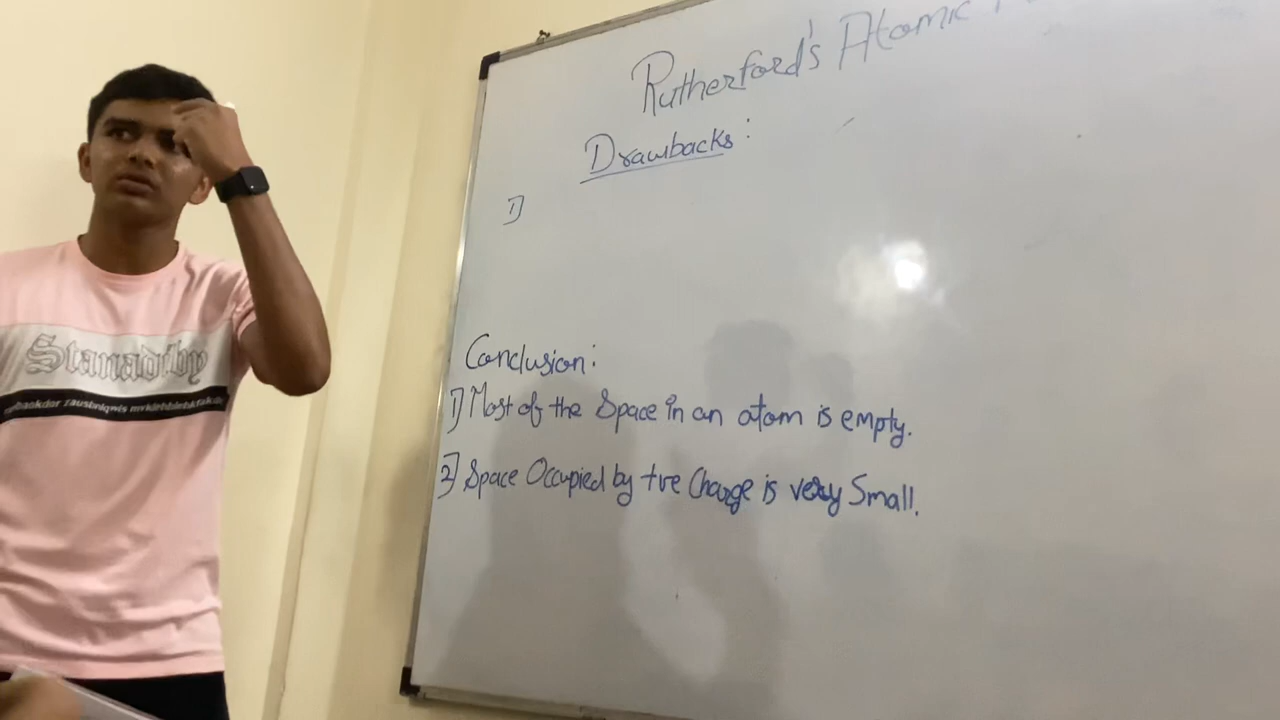 Rutherford's Atomic
Drawbacks:
1]
Conclusion:
1] Most of the Space in an atom is empty.
2] Space Occupied by +ve Charge is very Small.